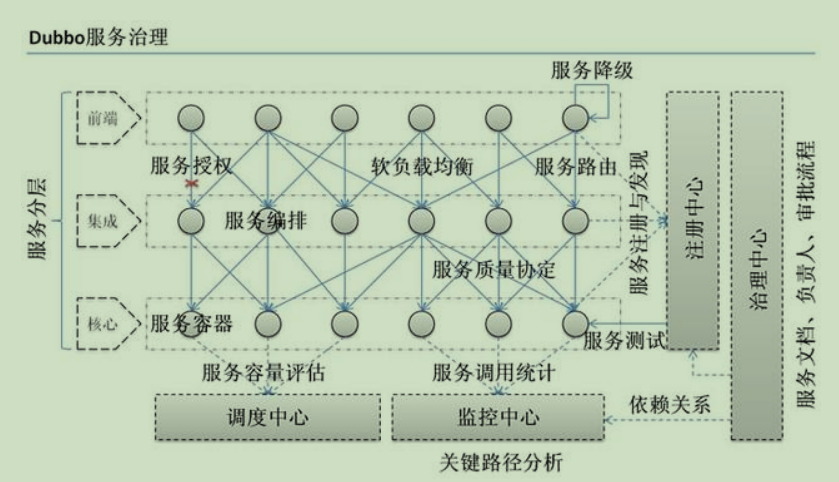 Dubbo服务治理
服务降级
前端
服务授权
软负载均衡
服务路由
服务分层
集成
服务编排
服务注册与发现
注册中心
治理中心
服务文档、负责人、审批流程
服务质量协定
核心
服务容器
服务测试
服务容量评估
服务调用统计
调度中心
监控中心
依赖关系
关键路径分析